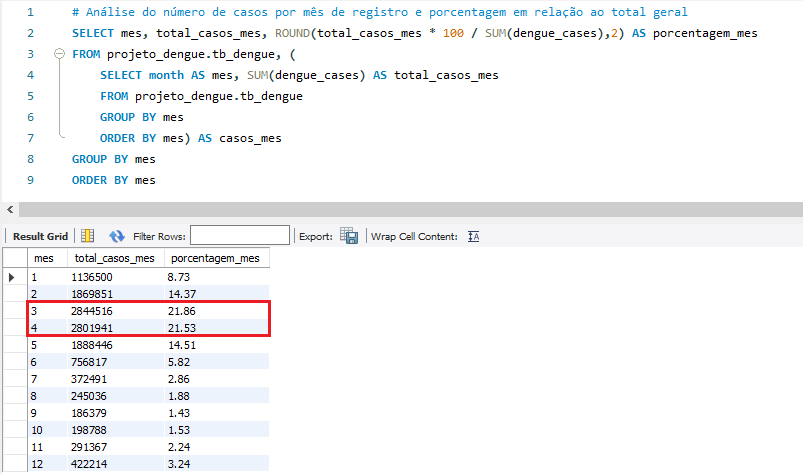 1 # Análise do número de casos por mês de registro e porcentagem em relação ao total geral
2 SELECT mes, total_casos_mes, ROUND(total_casos_mes * 100 / SUM(dengue_cases),2) AS porcentagem_mes
3 FROM projeto_dengue.tb_dengue, (
4 SELECT month AS mes, SUM(dengue_cases) AS total_casos_mes
5 FROM projeto_dengue.tb_dengue
6 GROUP BY mes
7 ORDER BY mes) AS casos_mes
8 GROUP BY mes
9 ORDER BY mes
Result Grid Filter Rows: Export: Wrap Cell Content: IA
mes total_casos_mes porcentagem_mes
1 1136500 8.73
2 1869851 14.37
3 2844516 21.86
4 2801941 21.53
5 1888446 14.51
6 756817 5.82
7 372491 2.86
8 245036 1.88
9 186379 1.43
10 198788 1.53
11 291367 2.24
12 422214 3.24